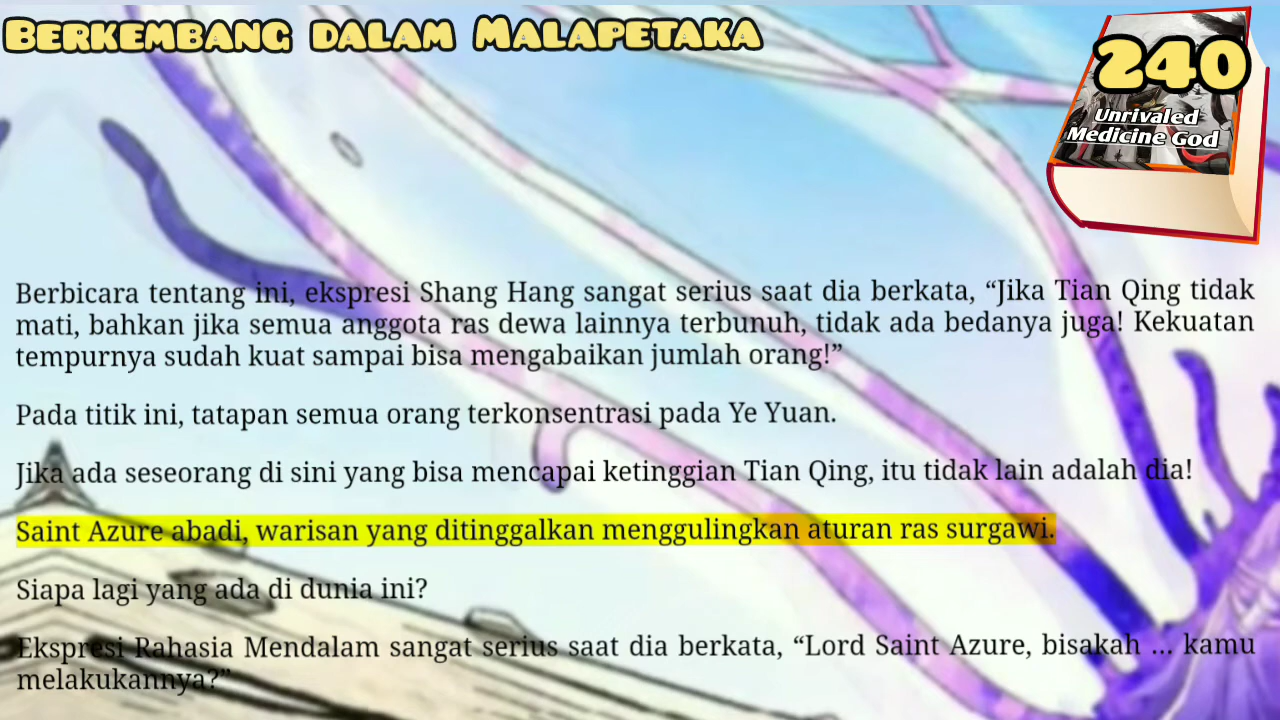 BERKEMBANG DALAM MALAPETAKA
240
Unrivaled
Medicine God
Berbicara tentang ini, ekspresi Shang Hang sangat serius saat dia berkata, “Jika Tian Qing tidak
mati, bahkan jika semua anggota ras dewa lainnya terbunuh, tidak ada bedanya juga! Kekuatan
tempurnya sudah kuat sampai bisa mengabaikan jumlah orang!”
Pada titik ini, tatapan semua orang terkonsentrasi pada Ye Yuan.
Jika ada seseorang di sini yang bisa mencapai ketinggian Tian Qing, itu tidak lain adalah dia!
Saint Azure abadi, warisan yang ditinggalkan menggulingkan aturan ras surgawi.
Siapa lagi yang ada di dunia ini?
Ekspresi Rahasia Mendalam sangat serius saat dia berkata, “Lord Saint Azure, bisakah ... kamu
melakukannya?”